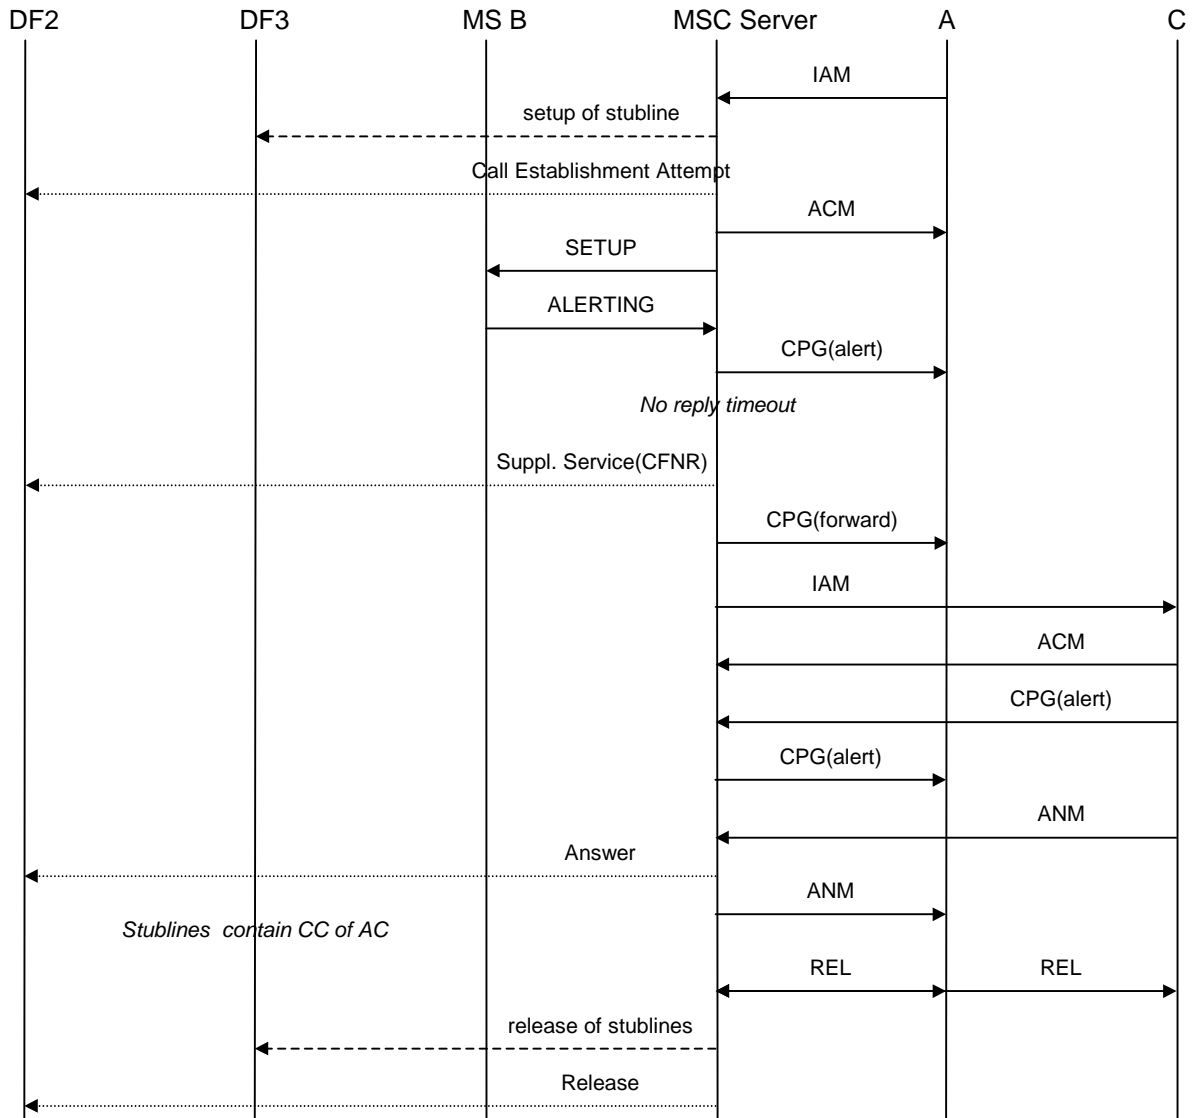 DF2 DF3 MS B MSC Server A C
IAM
setup of stubline
Call Establishment Attempt
ACM
SETUP
ALERTING
CPG(alert)
No reply timeout
Suppl. Service(CFNR)
CPG(forward)
IAM
ACM
CPG(alert)
CPG(alert)
ANM
Answer
ANM
Stublines contain CC of AC
REL REL
release of stublines
Release